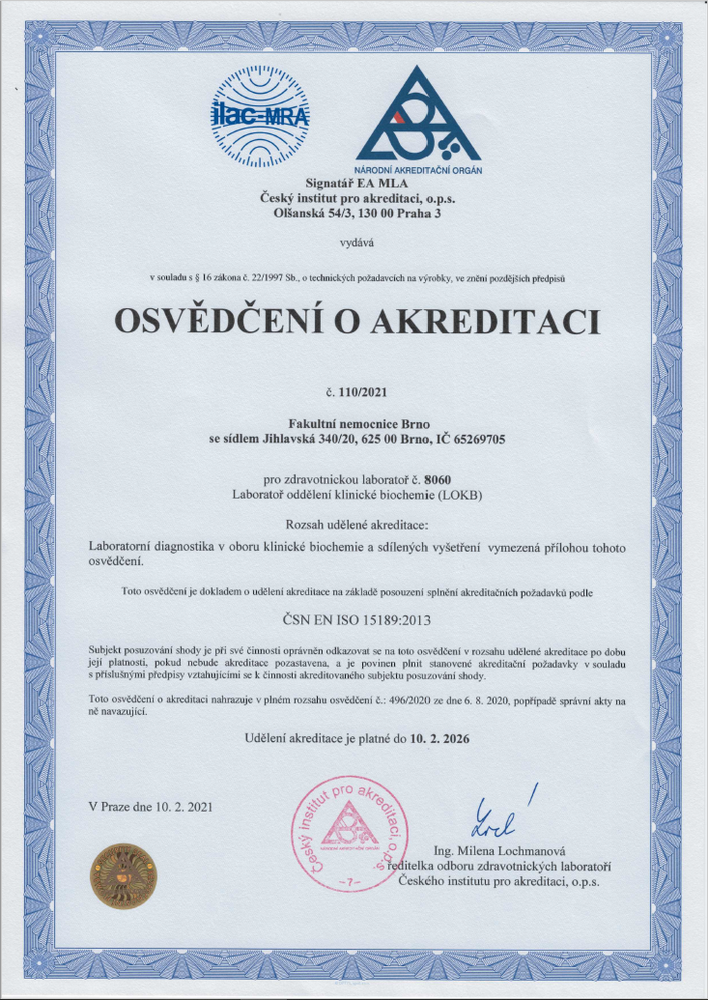 ilac-MRA
NÁRODNÍ AKREDITAČNÍ ORGÁN
Signatář EA MLA
Český institut pro akreditaci, o.p.s.
Olšanská 54/3, 130 00 Praha 3
vydává
v souladu s § 16 zákona č. 22/1997 Sb., o technických požadavcích na výrobky, ve znění pozdějších předpisů
OSVĚDČENÍ O AKREDITACI
č. 110/2021
Fakultní nemocnice Brno
se sídlem Jihlavská 340/20, 625 00 Brno, IČ 65269705
pro zdravotnickou laboratoř č. 8060
Laboratoř oddělení klinické biochemie (LOKB)
Rozsah udělené akreditace:
Laboratorní diagnostika v oboru klinické biochemie a sdílených vyšetření vymezená přílohou tohoto
osvědčení.
Toto osvědčení je dokladem o udělení akreditace na základě posouzení splnění akreditačních požadavků podle
ČSN EN ISO 15189:2013
Subjekt posuzování shody je při své činnosti oprávněn odkazovat se na toto osvědčení v rozsahu udělené akreditace po dobu
její platnosti, pokud nebude akreditace pozastavena, a je povinen plnit stanovené akreditační požadavky v souladu
s příslušnými předpisy vztahujícími se k činnosti akreditovaného subjektu posuzování shody.
Toto osvědčení o akreditaci nahrazuje v plném rozsahu osvědčení č.: 496/2020 ze dne 6. 8. 2020, popřípadě správní akty na
ně navazující.
Udělení akreditace je platné do 10. 2. 2026
V Praze dne 10. 2. 2021
Český institut pro akreditaci, o.p.s.
NÁRODNÍ AKREDITAČNÍ ORGÁN
-7-
Ing. Milena Lochmanová
ředitelka odboru zdravotnických laboratoří
Českého institutu pro akreditaci, o.p.s.